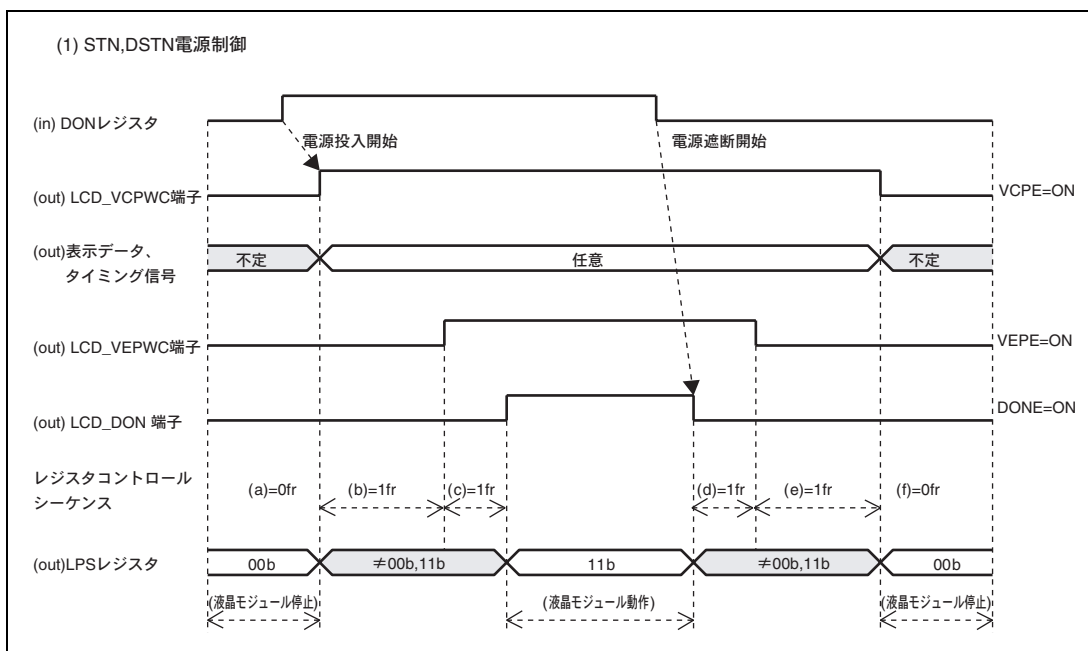 (1) STN,DSTN電源制御
(in) DONレジスタ
電源投入開始
電源遮断開始
(out) LCD_VCPWC端子
VCPE=ON
(out)表示データ、
タイミング信号
不定
任意
不定
(out) LCD_VEPWC端子
VEPE=ON
(out) LCD_DON 端子
DONE=ON
レジスタコントロール
シーケンス
(a)=0fr
(b)=1fr
(c)=1fr
(d)=1fr
(e)=1fr
(f)=0fr
(out)LPSレジスタ
00b
≠00b,11b
11b
≠00b,11b
00b
(液晶モジュール停止)
(液晶モジュール動作)
(液晶モジュール停止)